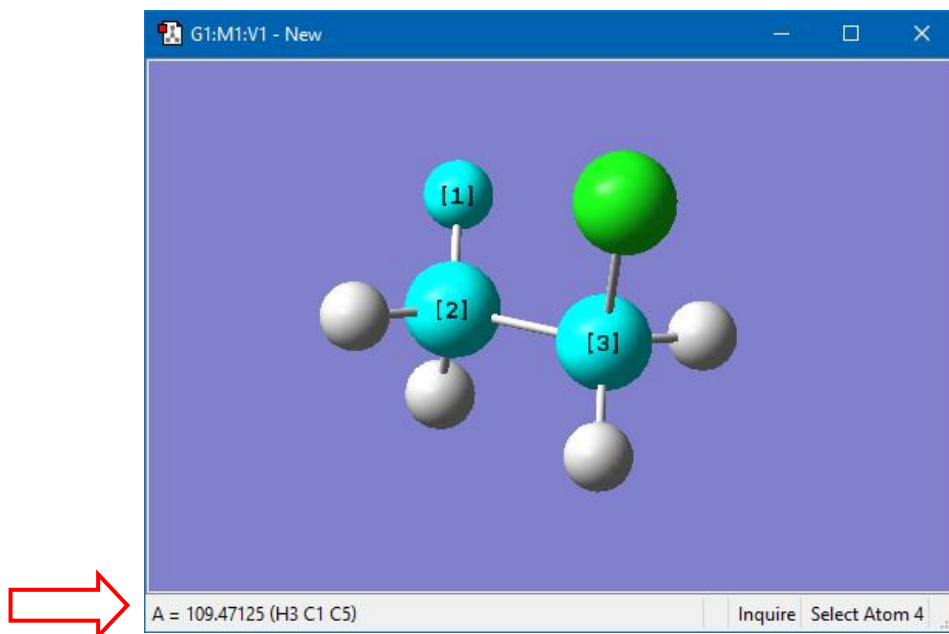 G1:M1:V1 - New
[1]
[2]
[3]
A = 109.47125 (H3 C1 C5) Inquire Select Atom 4